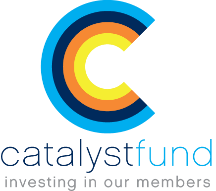 catalystfund
investing in our members